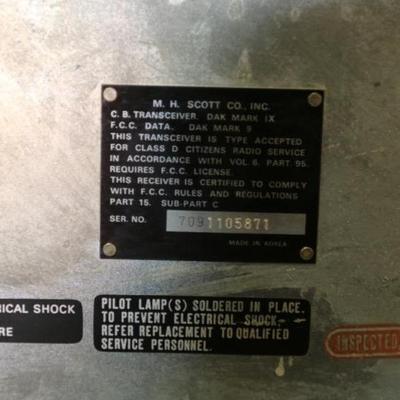 M. H. SCOTT CO., INC.
C.B. TRANSCEIVER. DAK MARK IX
F.C.C. DATA. DAK MARK 9
THIS TRANSCEIVER IS TYPE ACCEPTED
FOR CLASS D CITIZENS RADIO SERVICE
IN ACCORDANCE WITH VOL 6. PART 95.
REQUIRES F.C.C. LICENSE.
THIS RECEIVER IS CERTIFIED TO COMPLY
WITH F.C.C. RULES AND REGULATIONS
PART 15. SUB-PART C
SER. NO. 7091105871
MADE IN KOREA
RICAL SHOCK
RE
PILOT LAMP(S) SOLDERED IN PLACE.
TO PREVENT ELECTRICAL SHOCK,
REFER REPLACEMENT TO QUALIFIED
SERVICE PERSONNEL.
INSPECTED